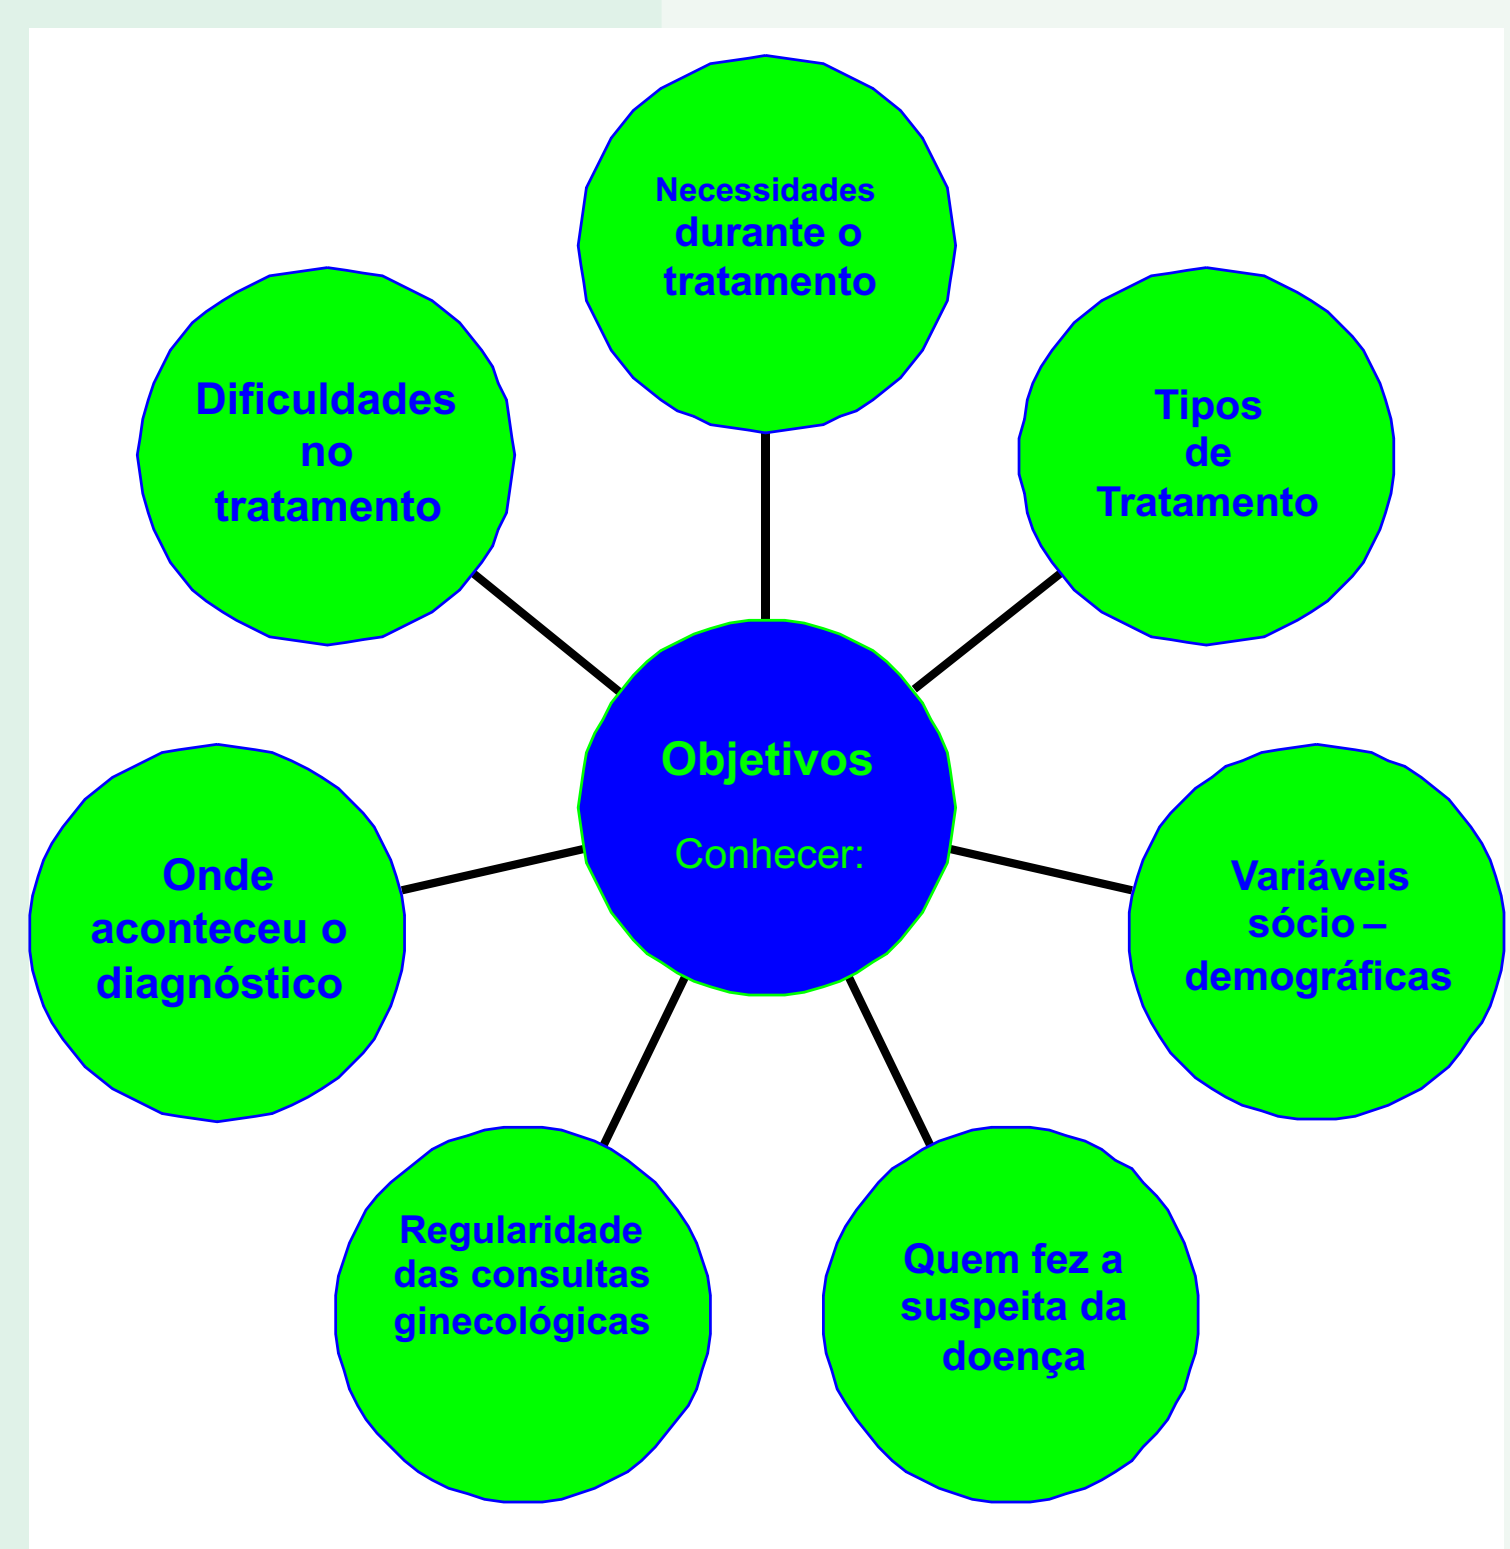 Necessidades
durante o
tratamento
Dificuldades
no
tratamento
Tipos
de
Tratamento
Objetivos
Conhecer:
Onde
aconteceu o
diagnóstico
Variáveis
sócio –
demográficas
Regularidade
das consultas
ginecológicas
Quem fez a
suspeita da
doença